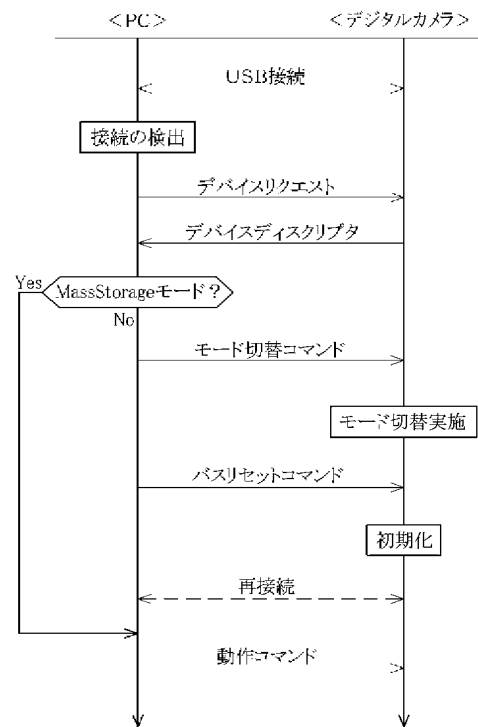 <PC>
<デジタルカメラ>
USB接続
接続の検出
デバイスリクエスト
デバイスディスクリプタ
Yes
MassStorageモード?
No
モード切替コマンド
モード切替実施
バスリセットコマンド
初期化
再接続
動作コマンド